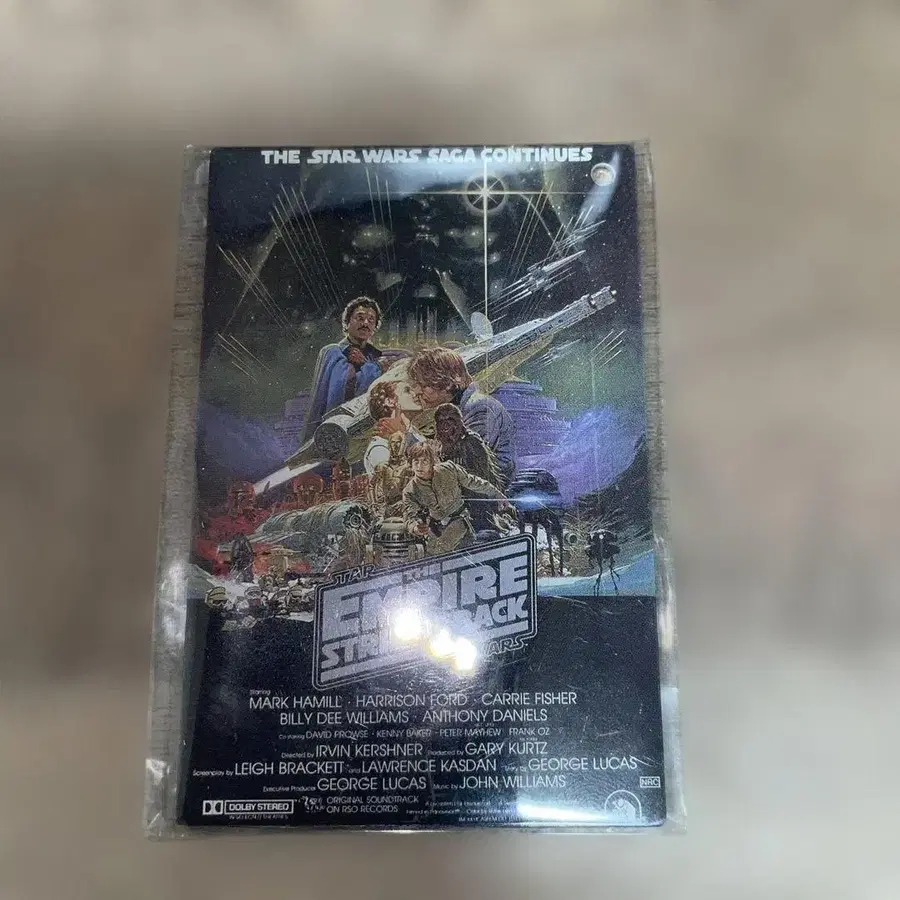 THE STAR WARS SAGA CONTINUES
STAR
THE
EMPIRE
BACK
WARS
Starring
MARK HAMILL · HARRISON FORD · CARRIE FISHER
BILLY DEE WILLIAMS · ANTHONY DANIELS
Co-starring DAVID PROWSE · KENNY BAKER · PETER MAYHEW · FRANK OZ
Directed by IRVIN KERSHNER Produced by GARY KURTZ
Screenplay by LEIGH BRACKETT and LAWRENCE KASDAN Story by GEORGE LUCAS
Executive Producer GEORGE LUCAS Music by JOHN WILLIAMS
DOLBY STEREO
ORIGINAL SOUNDTRACK
ON RSO RECORDS